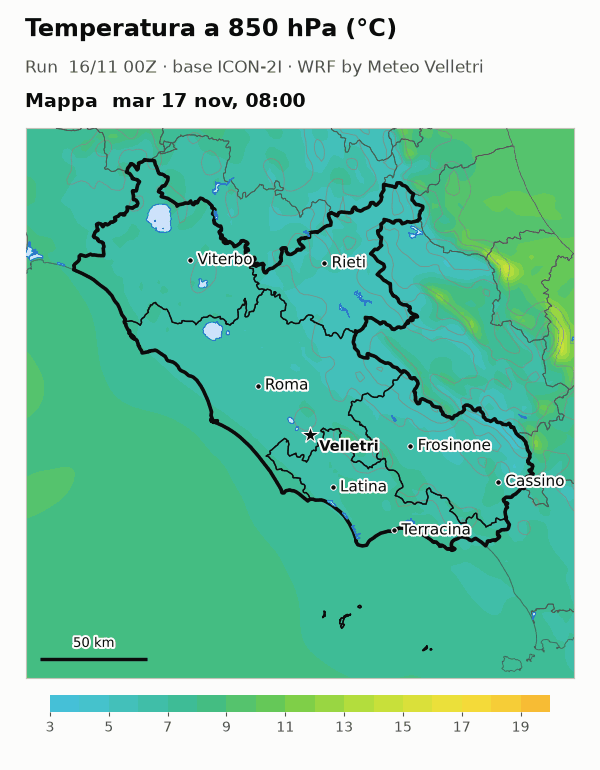 Temperatura a 850 hPa (°C)
Run  16/11 00Z · base ICON-2I · WRF by Meteo Velletri
Mappa  mar 17 nov, 08:00
Viterbo
Rieti
Roma
Velletri
Frosinone
Latina
Cassino
Terracina
50 km
3 5 7 9 11 13 15 17 19